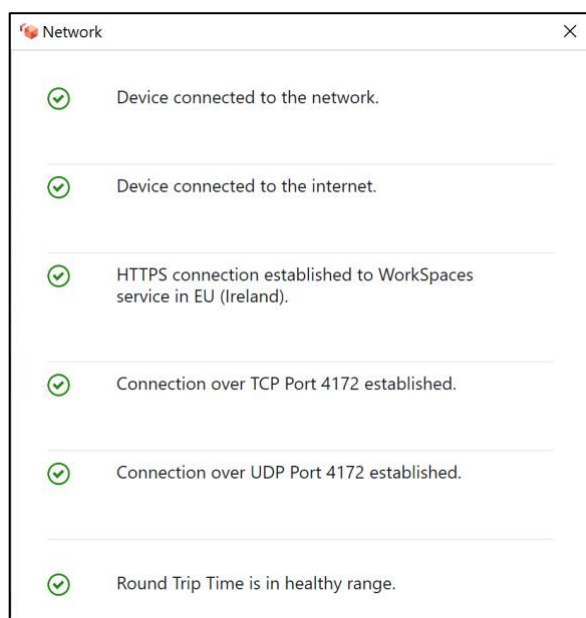 Network
Device connected to the network.
Device connected to the internet.
HTTPS connection established to WorkSpaces
service in EU (Ireland).
Connection over TCP Port 4172 established.
Connection over UDP Port 4172 established.
Round Trip Time is in healthy range.